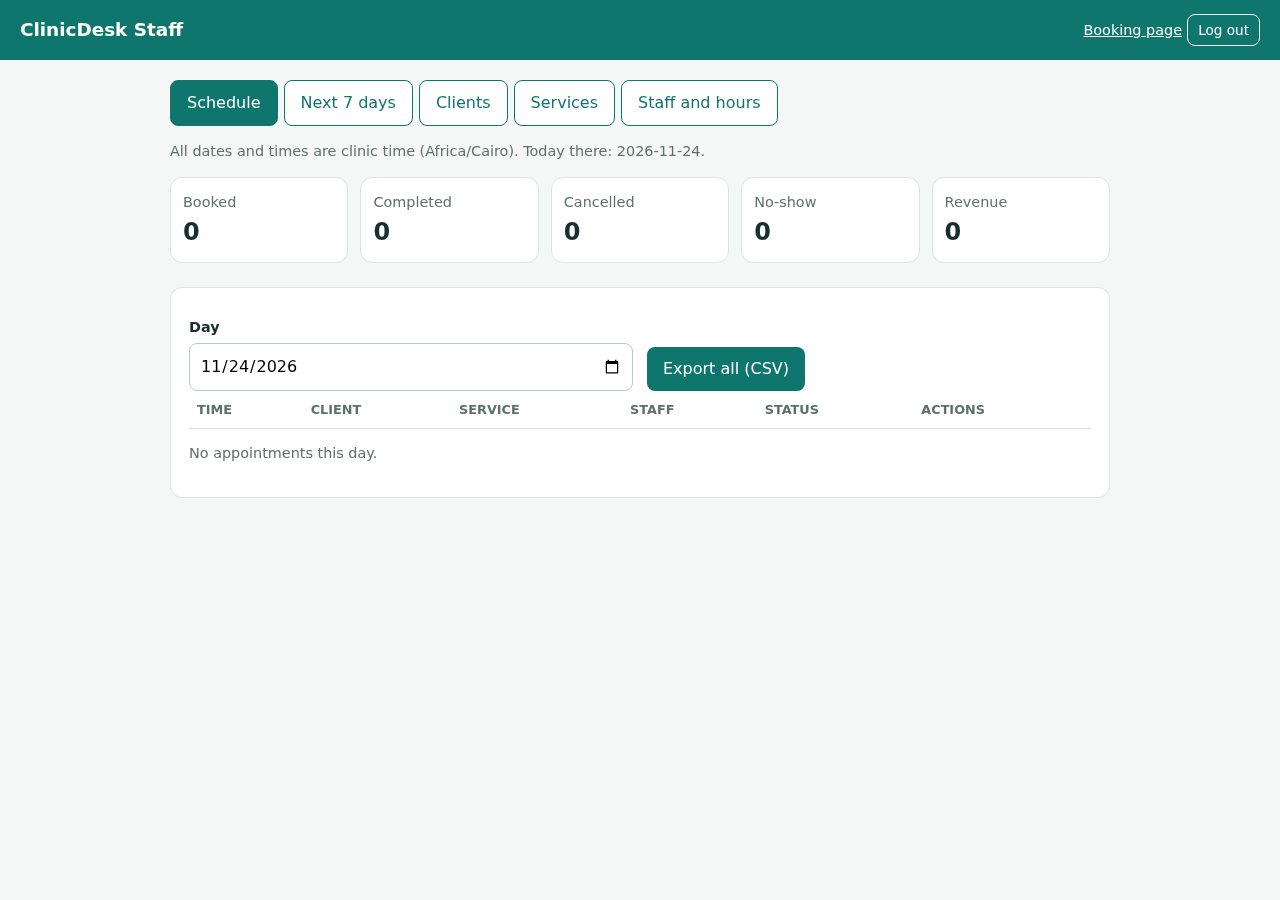 ClinicDesk Staff
Booking page Log out
Schedule Next 7 days Clients Services Staff and hours
All dates and times are clinic time (Africa/Cairo). Today there: 2026-11-24.
Booked Completed Cancelled No-show Revenue
0 0 0 0 0
Day
11/24/2026 Export all (CSV)
TIME CLIENT SERVICE STAFF STATUS ACTIONS
No appointments this day.